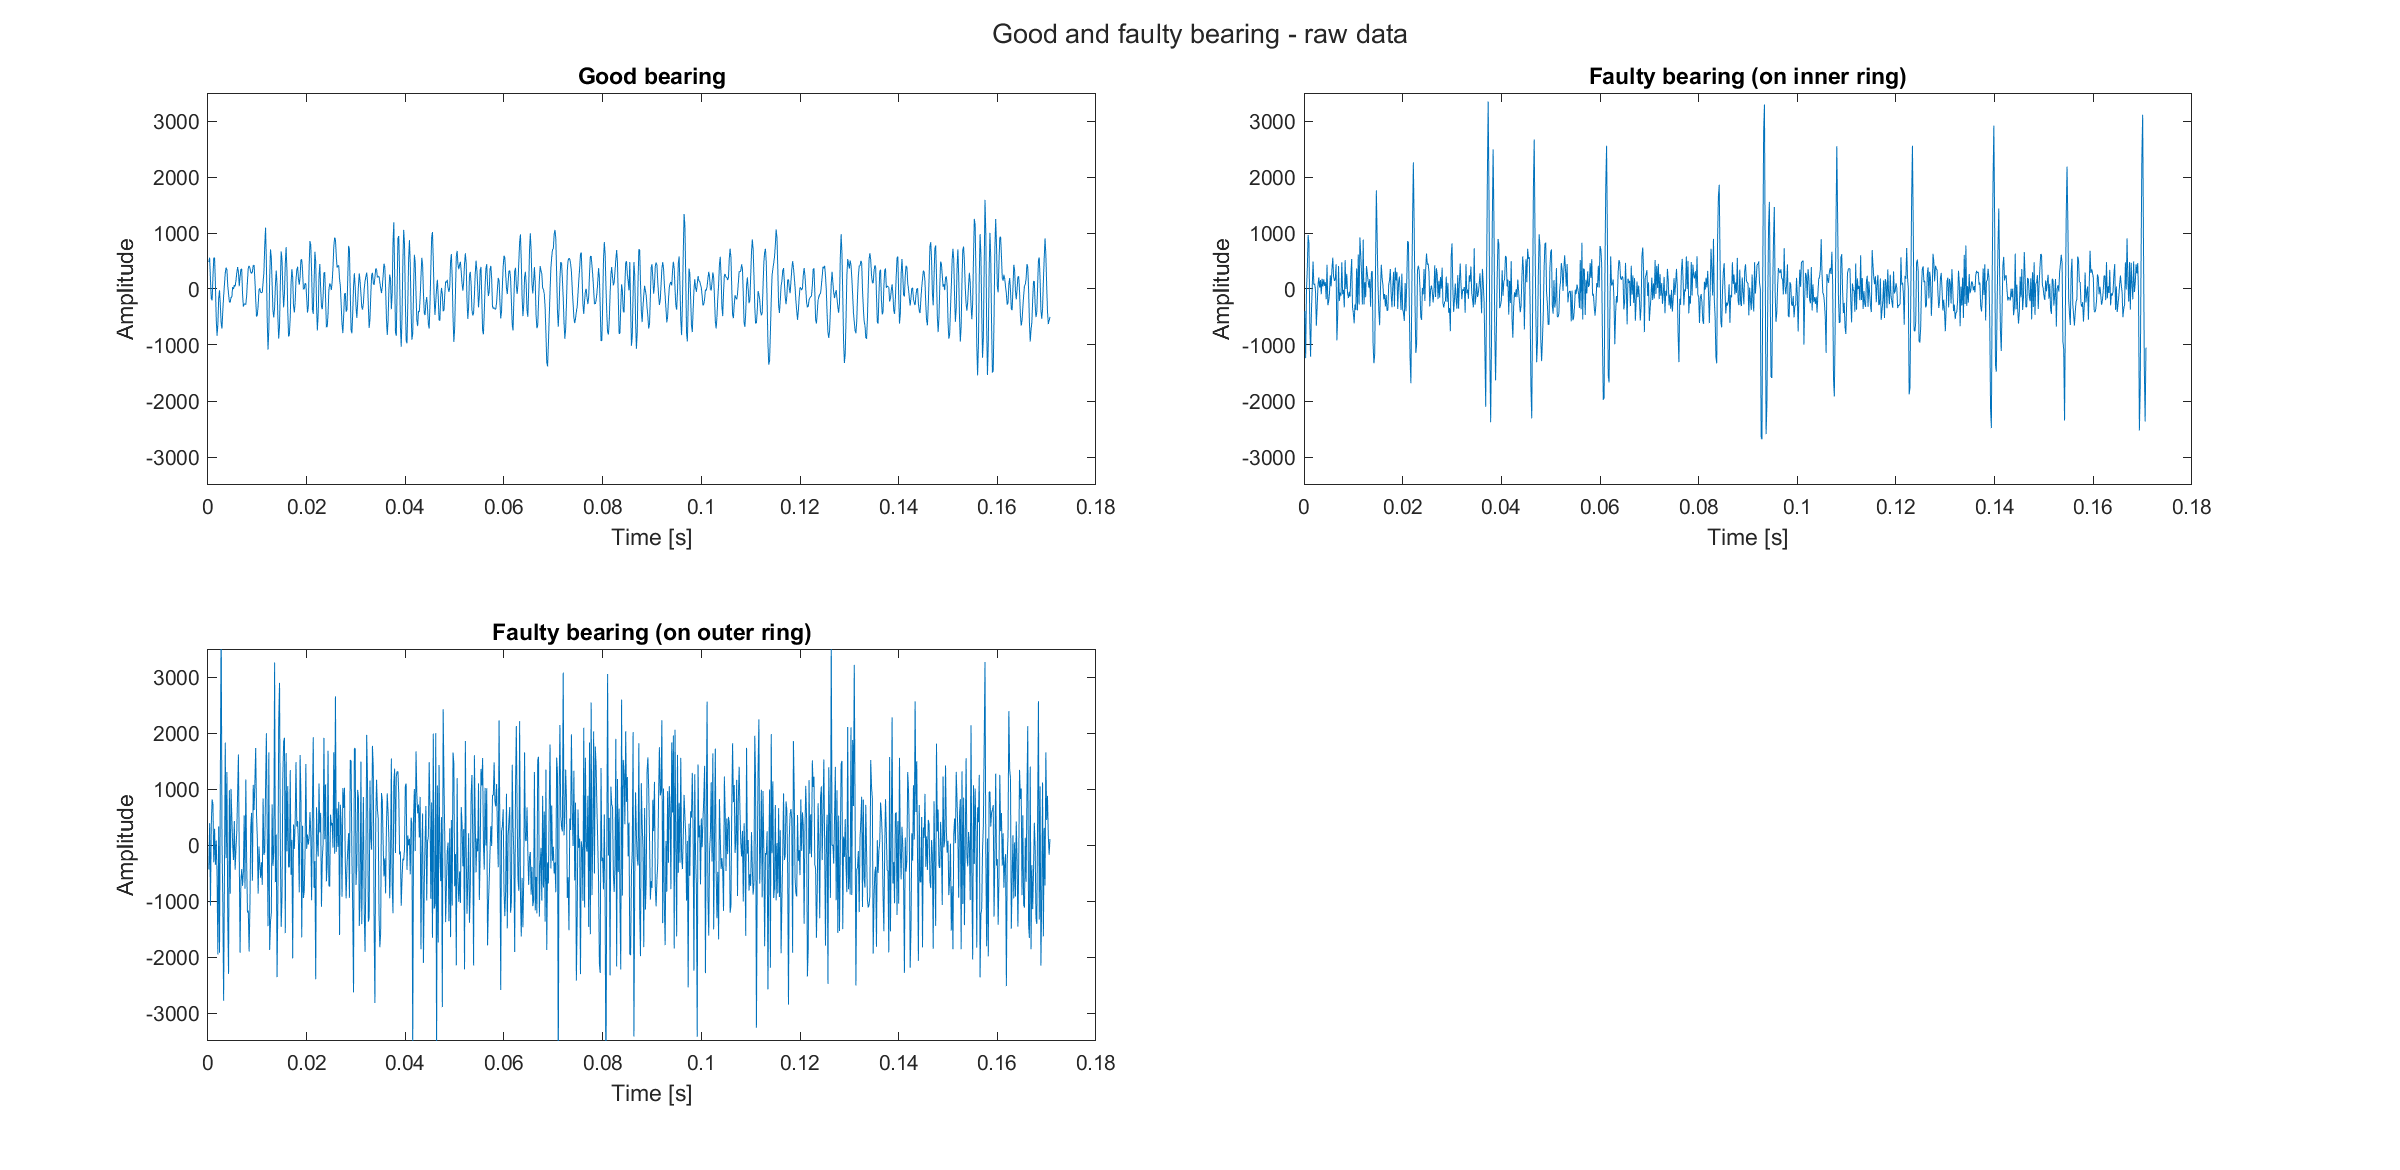 Good and faulty bearing - raw data
Good bearing
Amplitude
3000
2000
1000
0
-1000
-2000
-3000
0 0.02 0.04 0.06 0.08 0.1 0.12 0.14 0.16 0.18
Time [s]
Faulty bearing (on inner ring)
Amplitude
3000
2000
1000
0
-1000
-2000
-3000
0 0.02 0.04 0.06 0.08 0.1 0.12 0.14 0.16 0.18
Time [s]
Faulty bearing (on outer ring)
Amplitude
3000
2000
1000
0
-1000
-2000
-3000
0 0.02 0.04 0.06 0.08 0.1 0.12 0.14 0.16 0.18
Time [s]